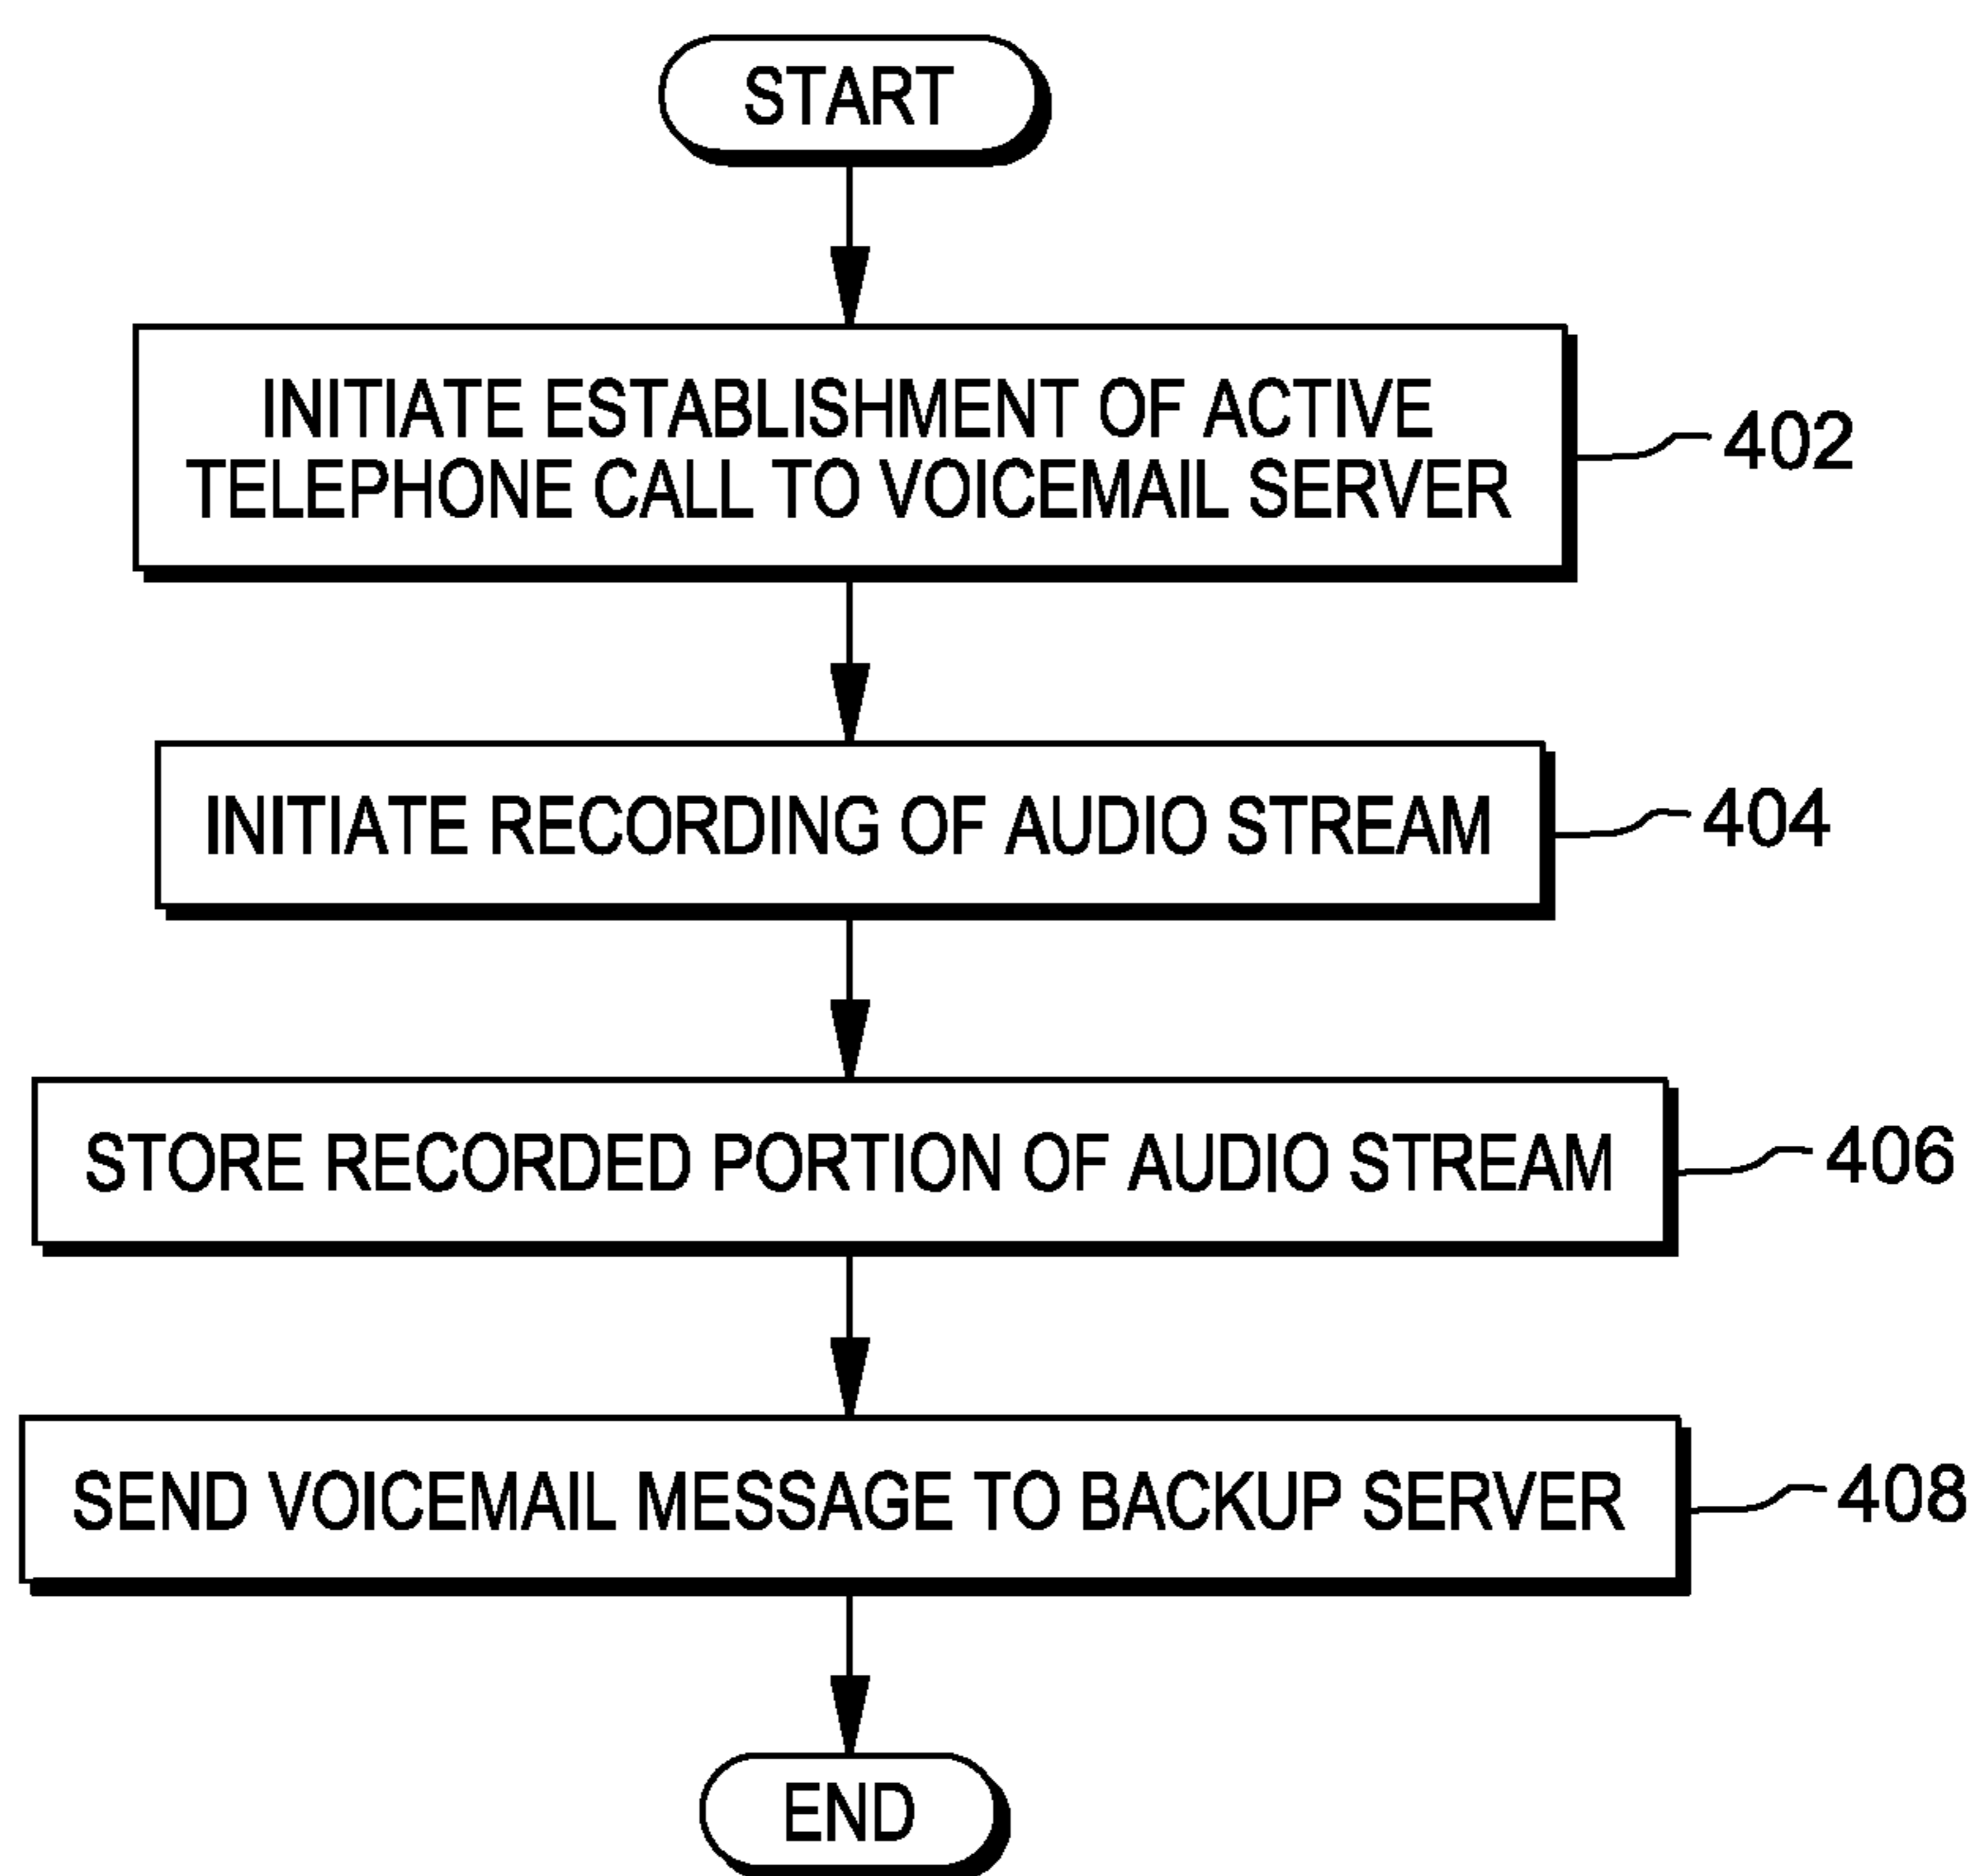 START
INITIATE ESTABLISHMENT OF ACTIVE
TELEPHONE CALL TO VOICEMAIL SERVER
402
INITIATE RECORDING OF AUDIO STREAM
404
STORE RECORDED PORTION OF AUDIO STREAM
406
SEND VOICEMAIL MESSAGE TO BACKUP SERVER
408
END